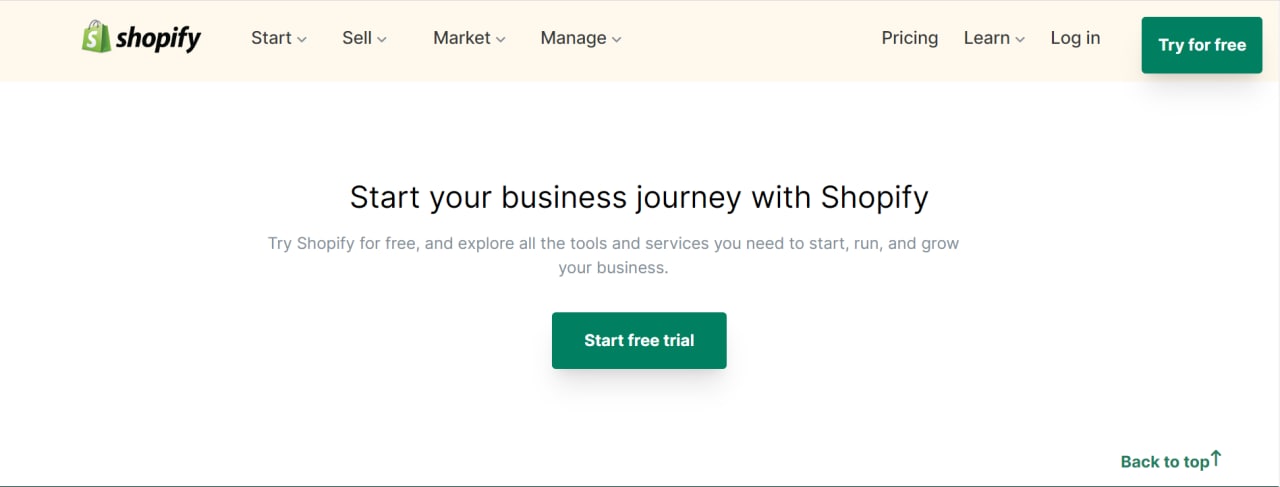 shopify Start Sell Market Manage Pricing Learn Log in Try for free
Start your business journey with Shopify
Try Shopify for free, and explore all the tools and services you need to start, run, and grow
your business.
Start free trial
Back to top↑